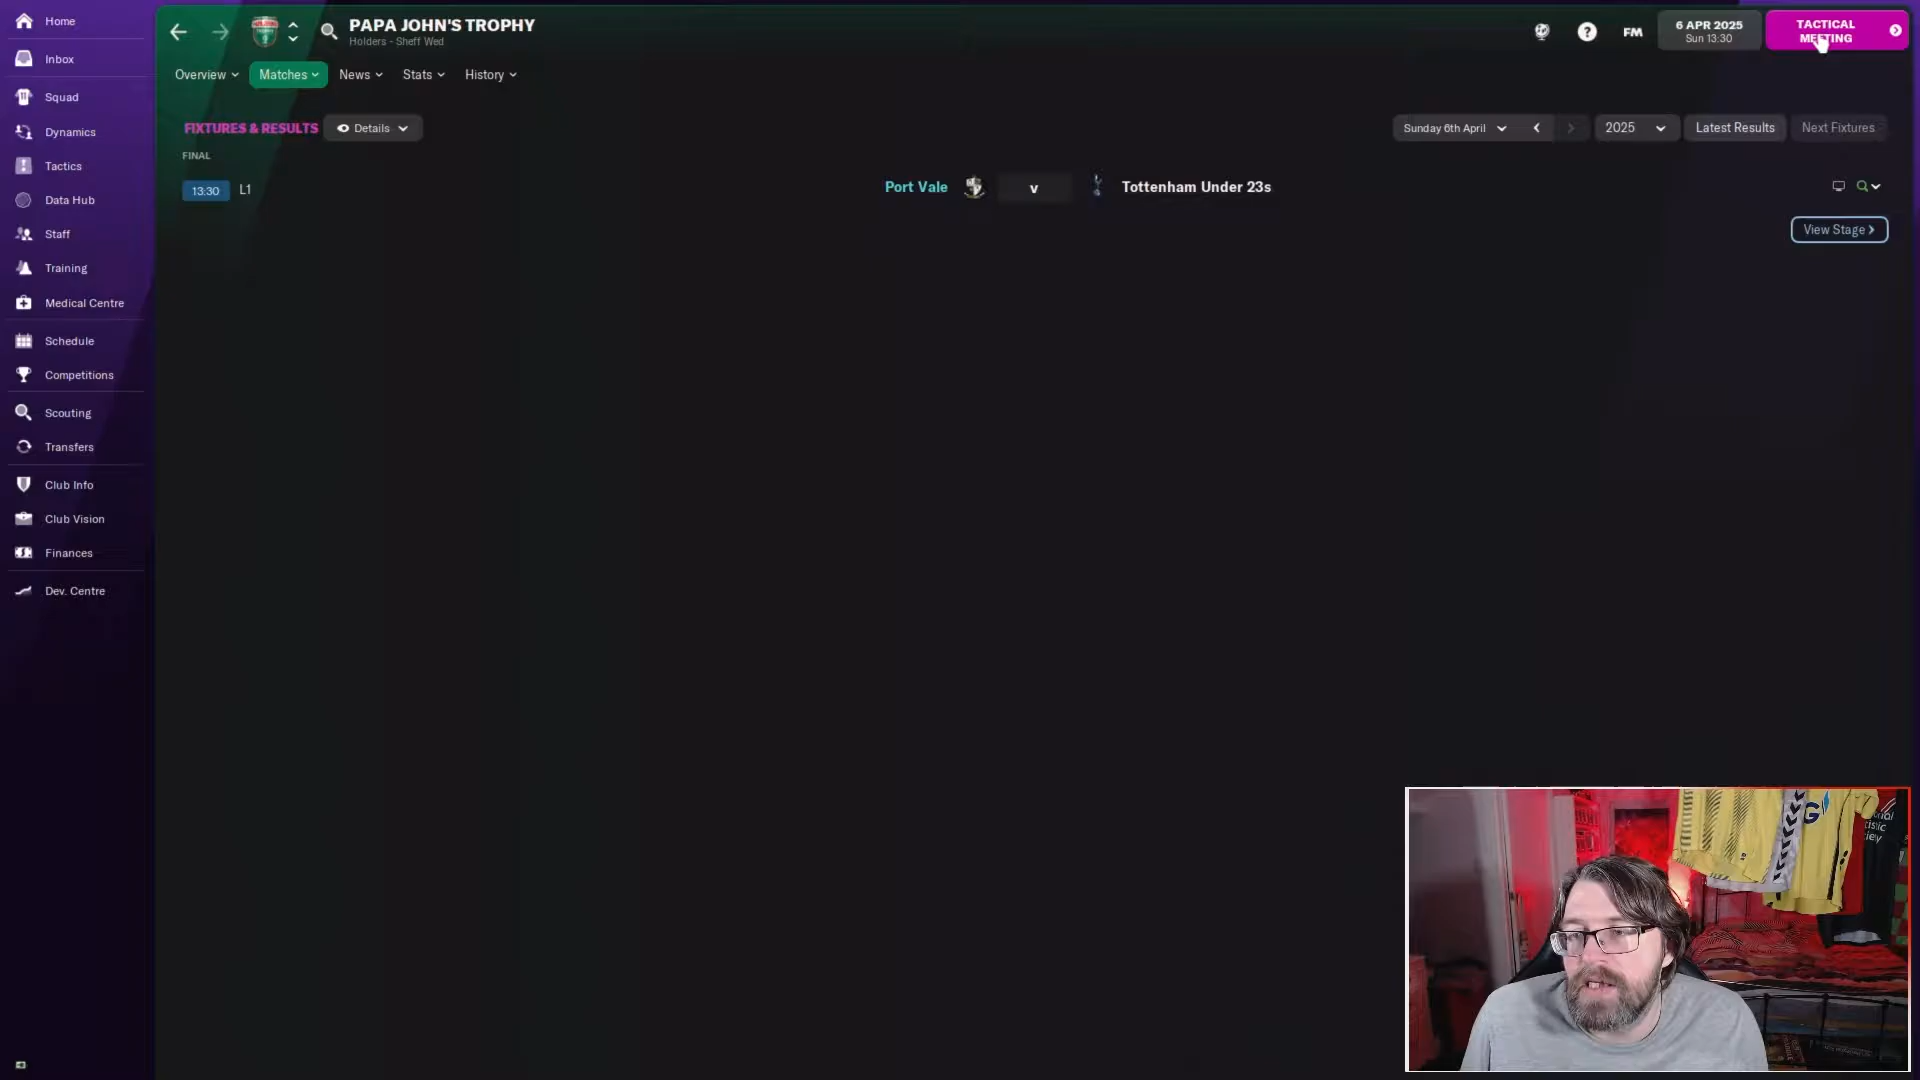 Home
Inbox
Squad
Dynamics
Tactics
Data Hub
Staff
Training
Medical Centre
Schedule
Competitions
Scouting
Transfers
Club Info
Club Vision
Finances
Dev. Centre
PAPA JOHN'S TROPHY
Holders - Sheff Wed
FM
6 APR 2025
Sun 13:30
TACTICAL
MEETING
Overview
Matches
News
Stats
History
FIXTURES & RESULTS
Details
Sunday 6th April
2025
Latest Results
Next Fixtures
FINAL
13:30 L1 Port Vale v Tottenham Under 23s
View Stage